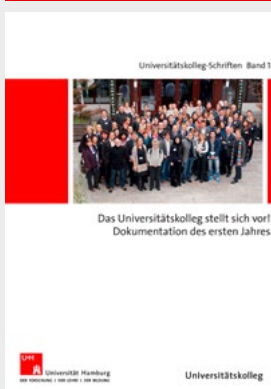 Universitätskolleg-Schriften Band 1
Das Universitätskolleg stellt sich vor!
Dokumentation des ersten Jahres
UH
Universität Hamburg
DER FORSCHUNG | DER LEHRE | DER BILDUNG
Universitätskolleg